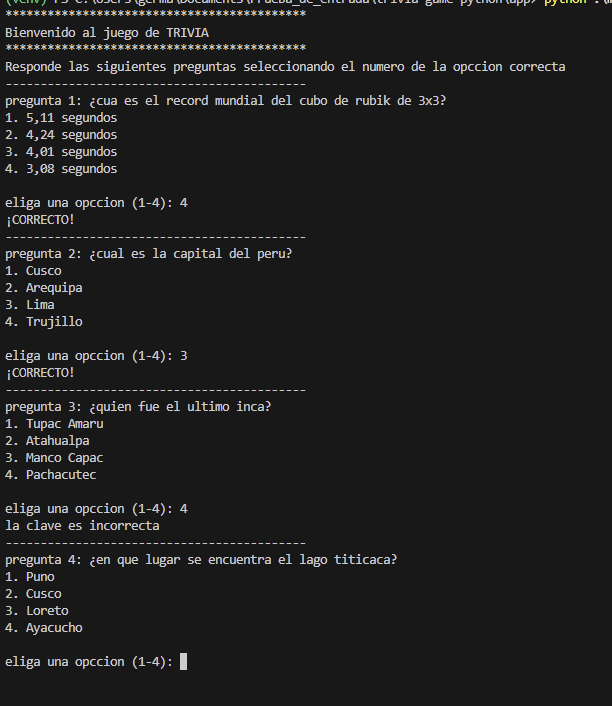 (venv) PS C:\Users\germa\Documents\Prueba_de_entrada\trivia-game-python\app> python .\
*******************************************
Bienvenido al juego de TRIVIA
*******************************************
Responde las siguientes preguntas seleccionando el numero de la opccion correcta
-------------------------------------------
pregunta 1: ¿cua es el record mundial del cubo de rubik de 3x3?
1. 5,11 segundos
2. 4,24 segundos
3. 4,01 segundos
4. 3,08 segundos
eliga una opccion (1-4): 4
¡CORRECTO!
-------------------------------------------
pregunta 2: ¿cual es la capital del peru?
1. Cusco
2. Arequipa
3. Lima
4. Trujillo
eliga una opccion (1-4): 3
¡CORRECTO!
-------------------------------------------
pregunta 3: ¿quien fue el ultimo inca?
1. Tupac Amaru
2. Atahualpa
3. Manco Capac
4. Pachacutec
eliga una opccion (1-4): 4
la clave es incorrecta
-------------------------------------------
pregunta 4: ¿en que lugar se encuentra el lago titicaca?
1. Puno
2. Cusco
3. Loreto
4. Ayacucho
eliga una opccion (1-4):